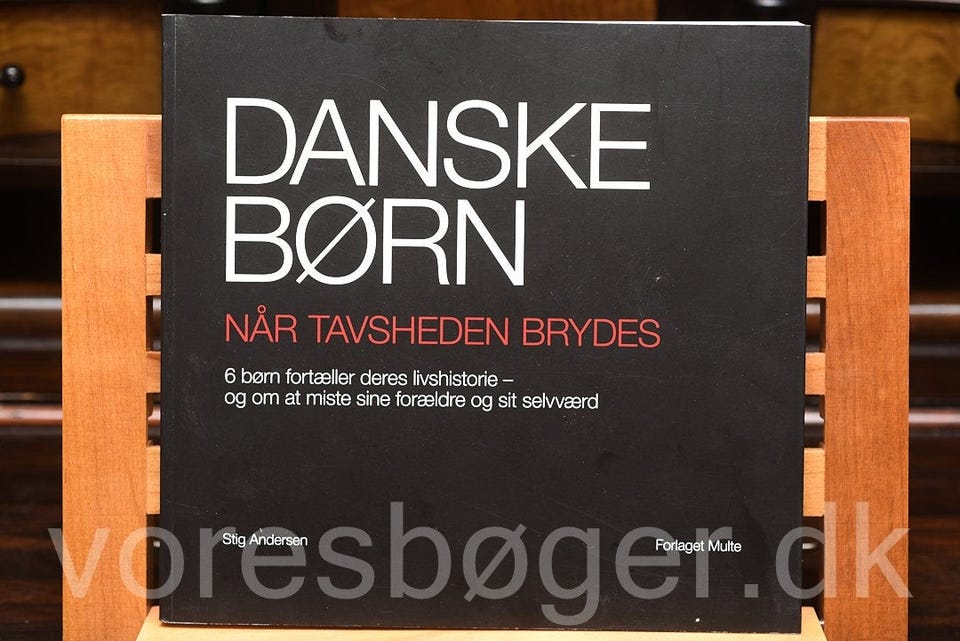 DANSKE
BØRN
NÅR TAVSHEDEN BRYDES
6 børn fortæller deres livshistorie –
og om at miste sine forældre og sit selvværd
Stig Andersen
Forlaget Multe
voresbøger.dk